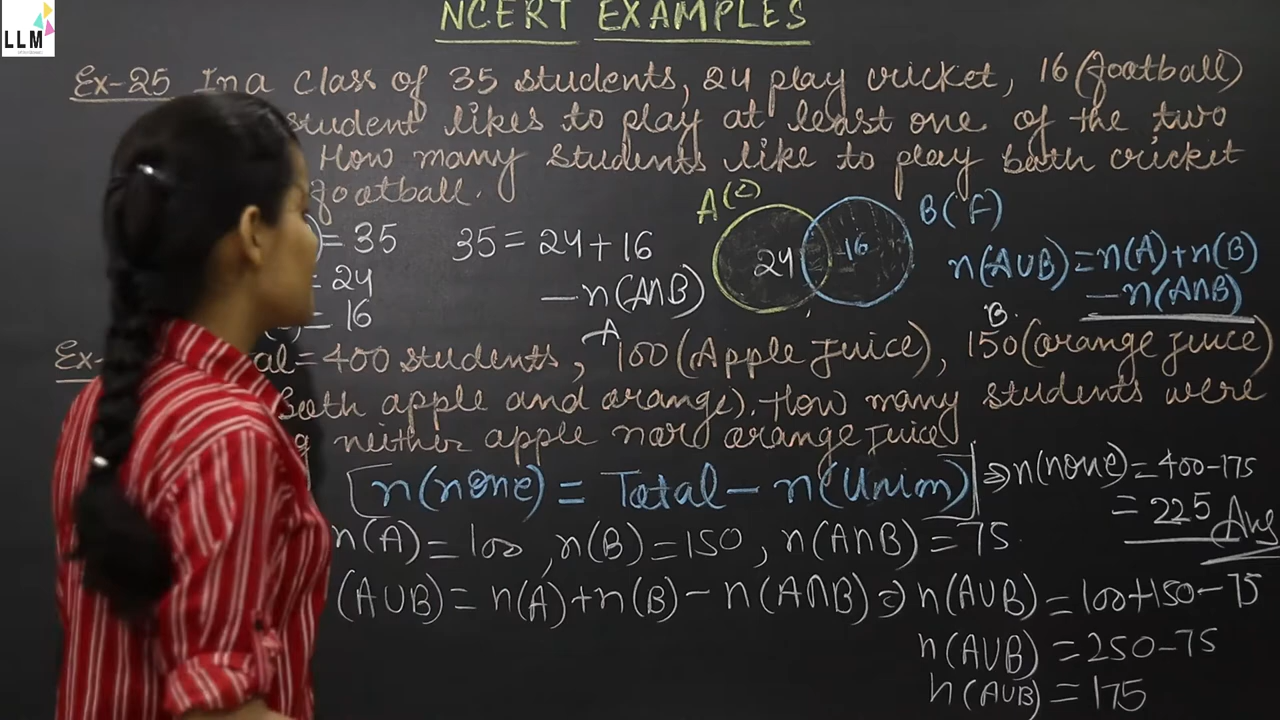 LLM
NCERT EXAMPLES
Ex-25 In a class of 35 students, 24 play cricket, 16 (football)
student likes to play at least one of the two
How many students like to play both cricket
football.
A(C)
B(F)
= 35
35 = 24 + 16
24
16
n(A∪B) = n(A) + n(B)
= 24
– n(A∩B)
– n(A∩B)
= 16
A
B
Ex- al = 400 students, 100 (Apple Juice), 150 (orange juice)
both apple and orange). How many students were
g neither apple nor orange Juice
[n(none) = Total – n(Union)]
⇒ n(none) = 400-175
= 225 Ans
n(A) = 100, n(B) = 150, n(A∩B) = 75
(A∪B) = n(A) + n(B) – n(A∩B) ⇒ n(A∪B) = 100+150–75
n(A∪B) = 250–75
n(A∪B) = 175